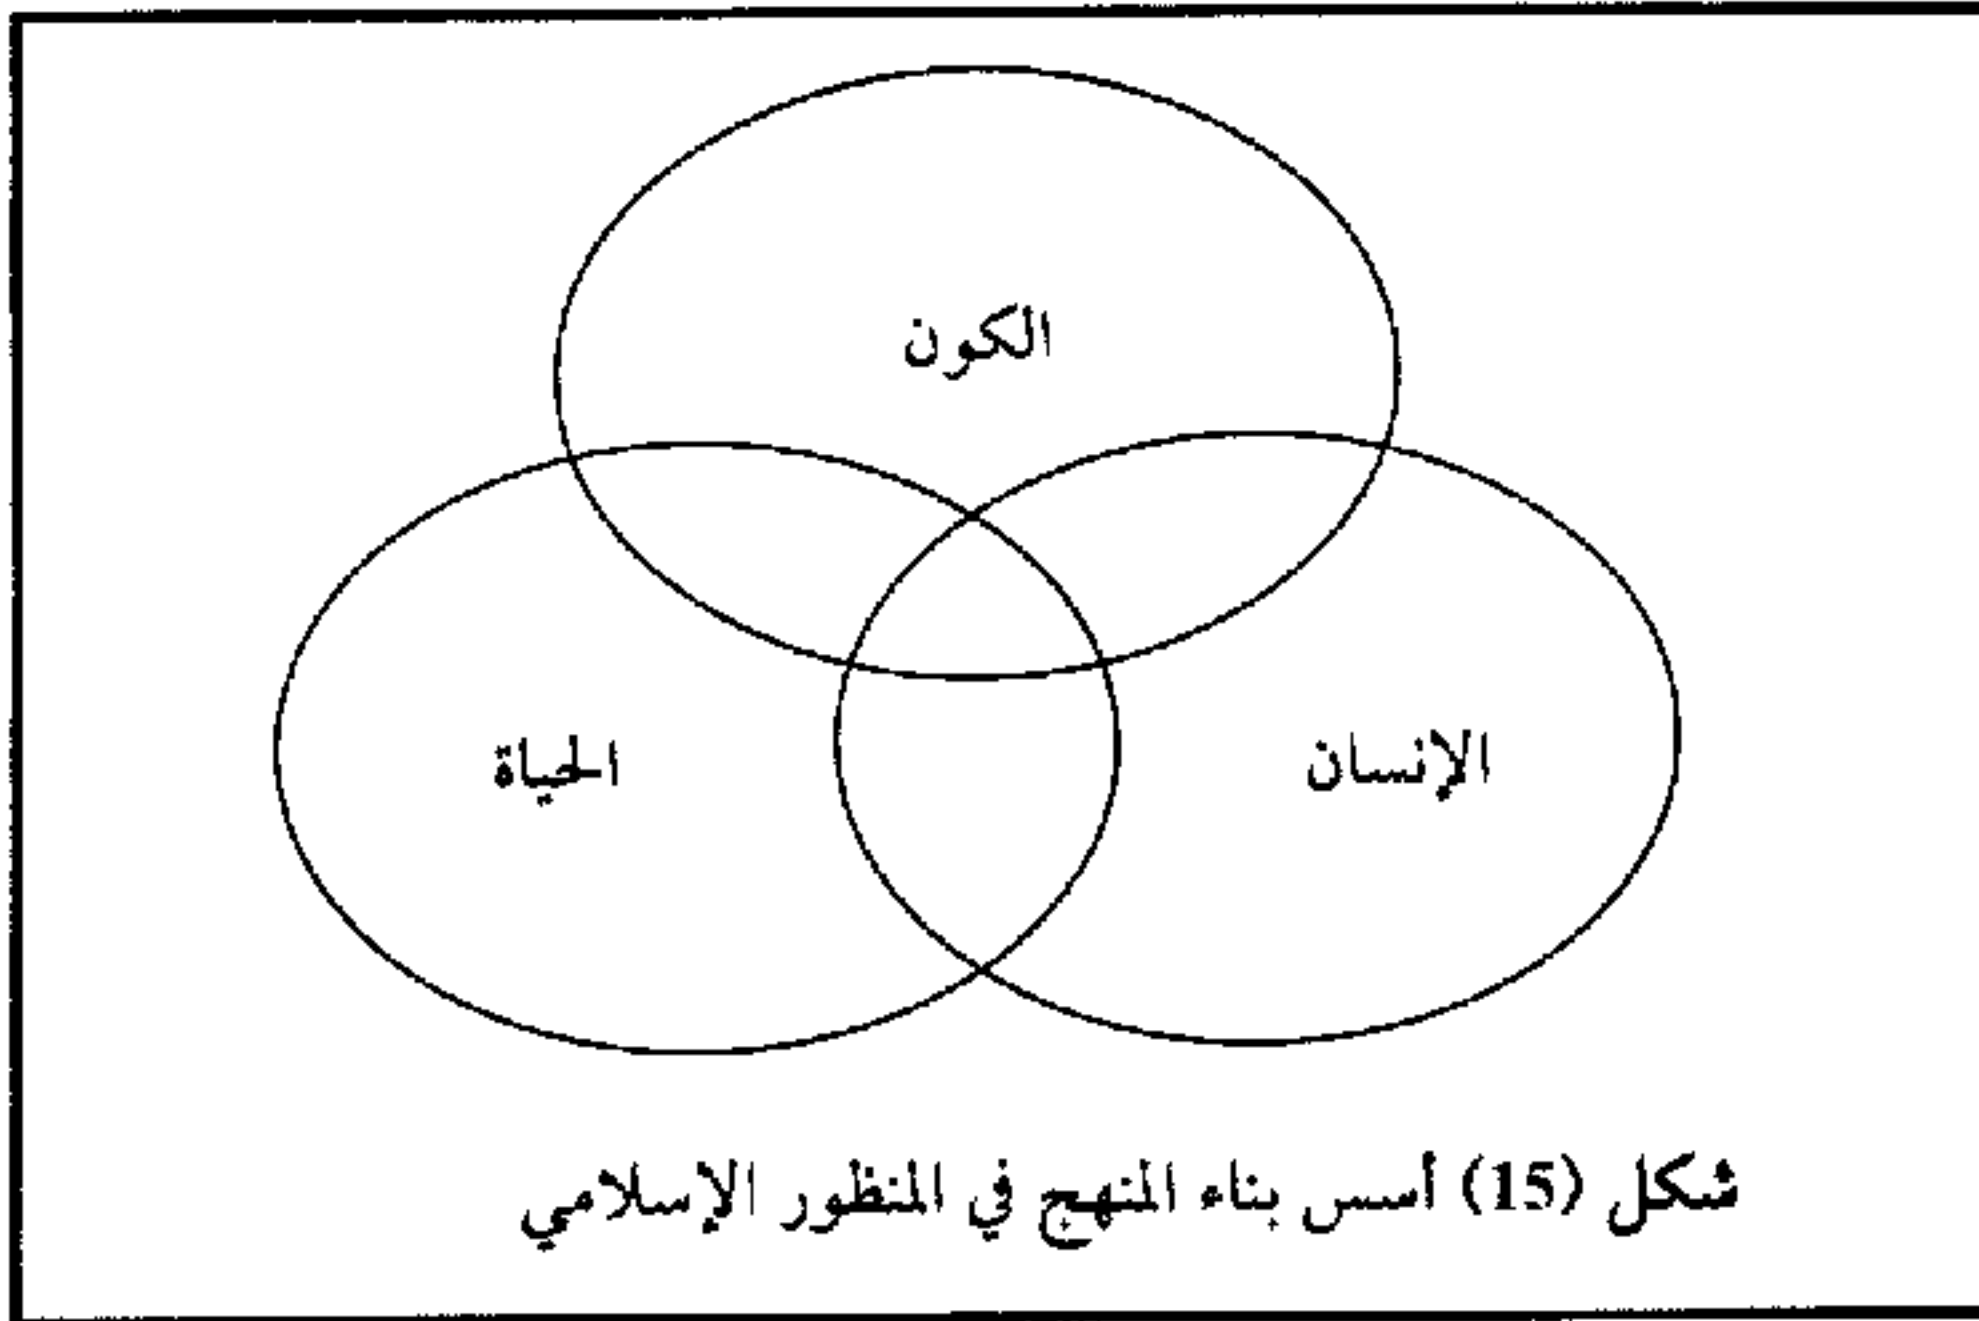 الكون
الإنسان
الحياة
شكل (15) أسس بناء المنهج في المنظور الإسلامي